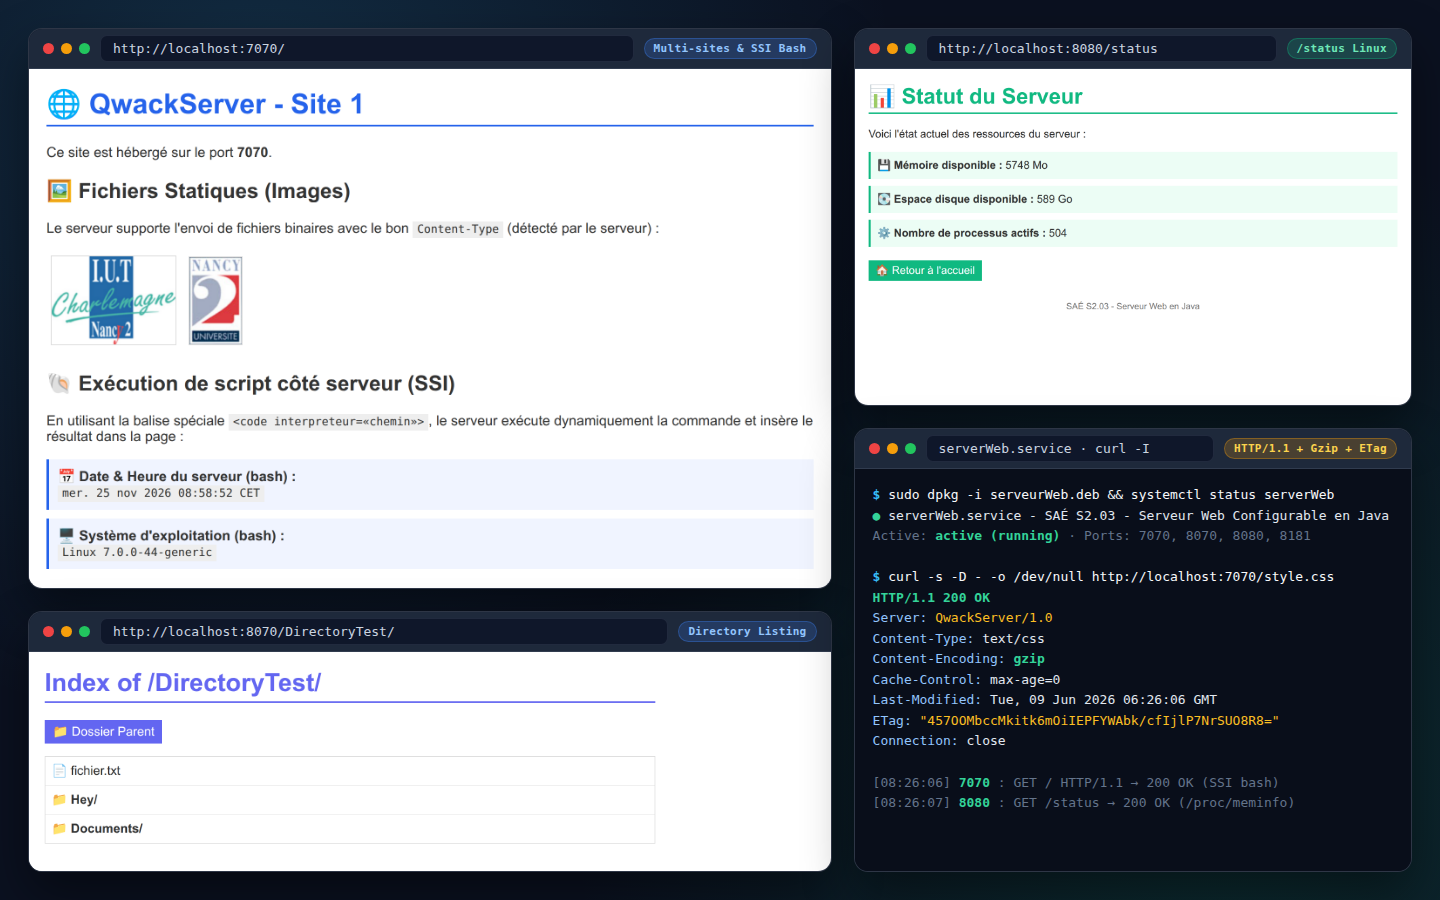 http://localhost:7070/
Multi-sites & SSI Bash
QwackServer - Site 1
Ce site est hébergé sur le port 7070.
Fichiers Statiques (Images)
Le serveur supporte l'envoi de fichiers binaires avec le bon Content-Type (détecté par le serveur) :
I.U.T
Charlemagne
Nancy 2
NANCY
2
UNIVERSITE
Exécution de script côté serveur (SSI)
En utilisant la balise spéciale <code interpreteur=«chemin»>, le serveur exécute dynamiquement la commande et insère le
résultat dans la page :
Date & Heure du serveur (bash) :
mer. 25 nov 2026 08:58:52 CET
Système d'exploitation (bash) :
Linux 7.0.0-44-generic
http://localhost:8070/DirectoryTest/
Directory Listing
Index of /DirectoryTest/
Dossier Parent
fichier.txt
Hey/
Documents/
http://localhost:8080/status
/status Linux
Statut du Serveur
Voici l'état actuel des ressources du serveur :
Mémoire disponible : 5748 Mo
Espace disque disponible : 589 Go
Nombre de processus actifs : 504
Retour à l'accueil
SAÉ S2.03 - Serveur Web en Java
serverWeb.service · curl -I
HTTP/1.1 + Gzip + ETag
$ sudo dpkg -i serveurWeb.deb && systemctl status serverWeb
● serverWeb.service - SAÉ S2.03 - Serveur Web Configurable en Java
Active: active (running) · Ports: 7070, 8070, 8080, 8181
$ curl -s -D - -o /dev/null http://localhost:7070/style.css
HTTP/1.1 200 OK
Server: QwackServer/1.0
Content-Type: text/css
Content-Encoding: gzip
Cache-Control: max-age=0
Last-Modified: Tue, 09 Jun 2026 06:26:06 GMT
ETag: "457OOMbccMkitk6mOiIEPFYWAbk/cfIjlP7NrSUO8R8="
Connection: close
[08:26:06] 7070 : GET / HTTP/1.1 → 200 OK (SSI bash)
[08:26:07] 8080 : GET /status → 200 OK (/proc/meminfo)